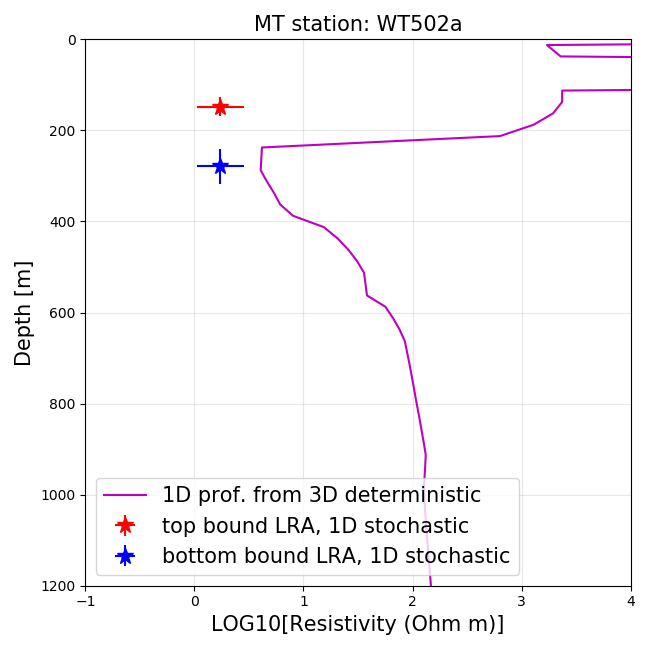 MT station: WT502a
0
200
400
600
800
1000
1200
Depth [m]
1D prof. from 3D deterministic
top bound LRA, 1D stochastic
bottom bound LRA, 1D stochastic
−1 0 1 2 3 4
LOG10[Resistivity (Ohm m)]